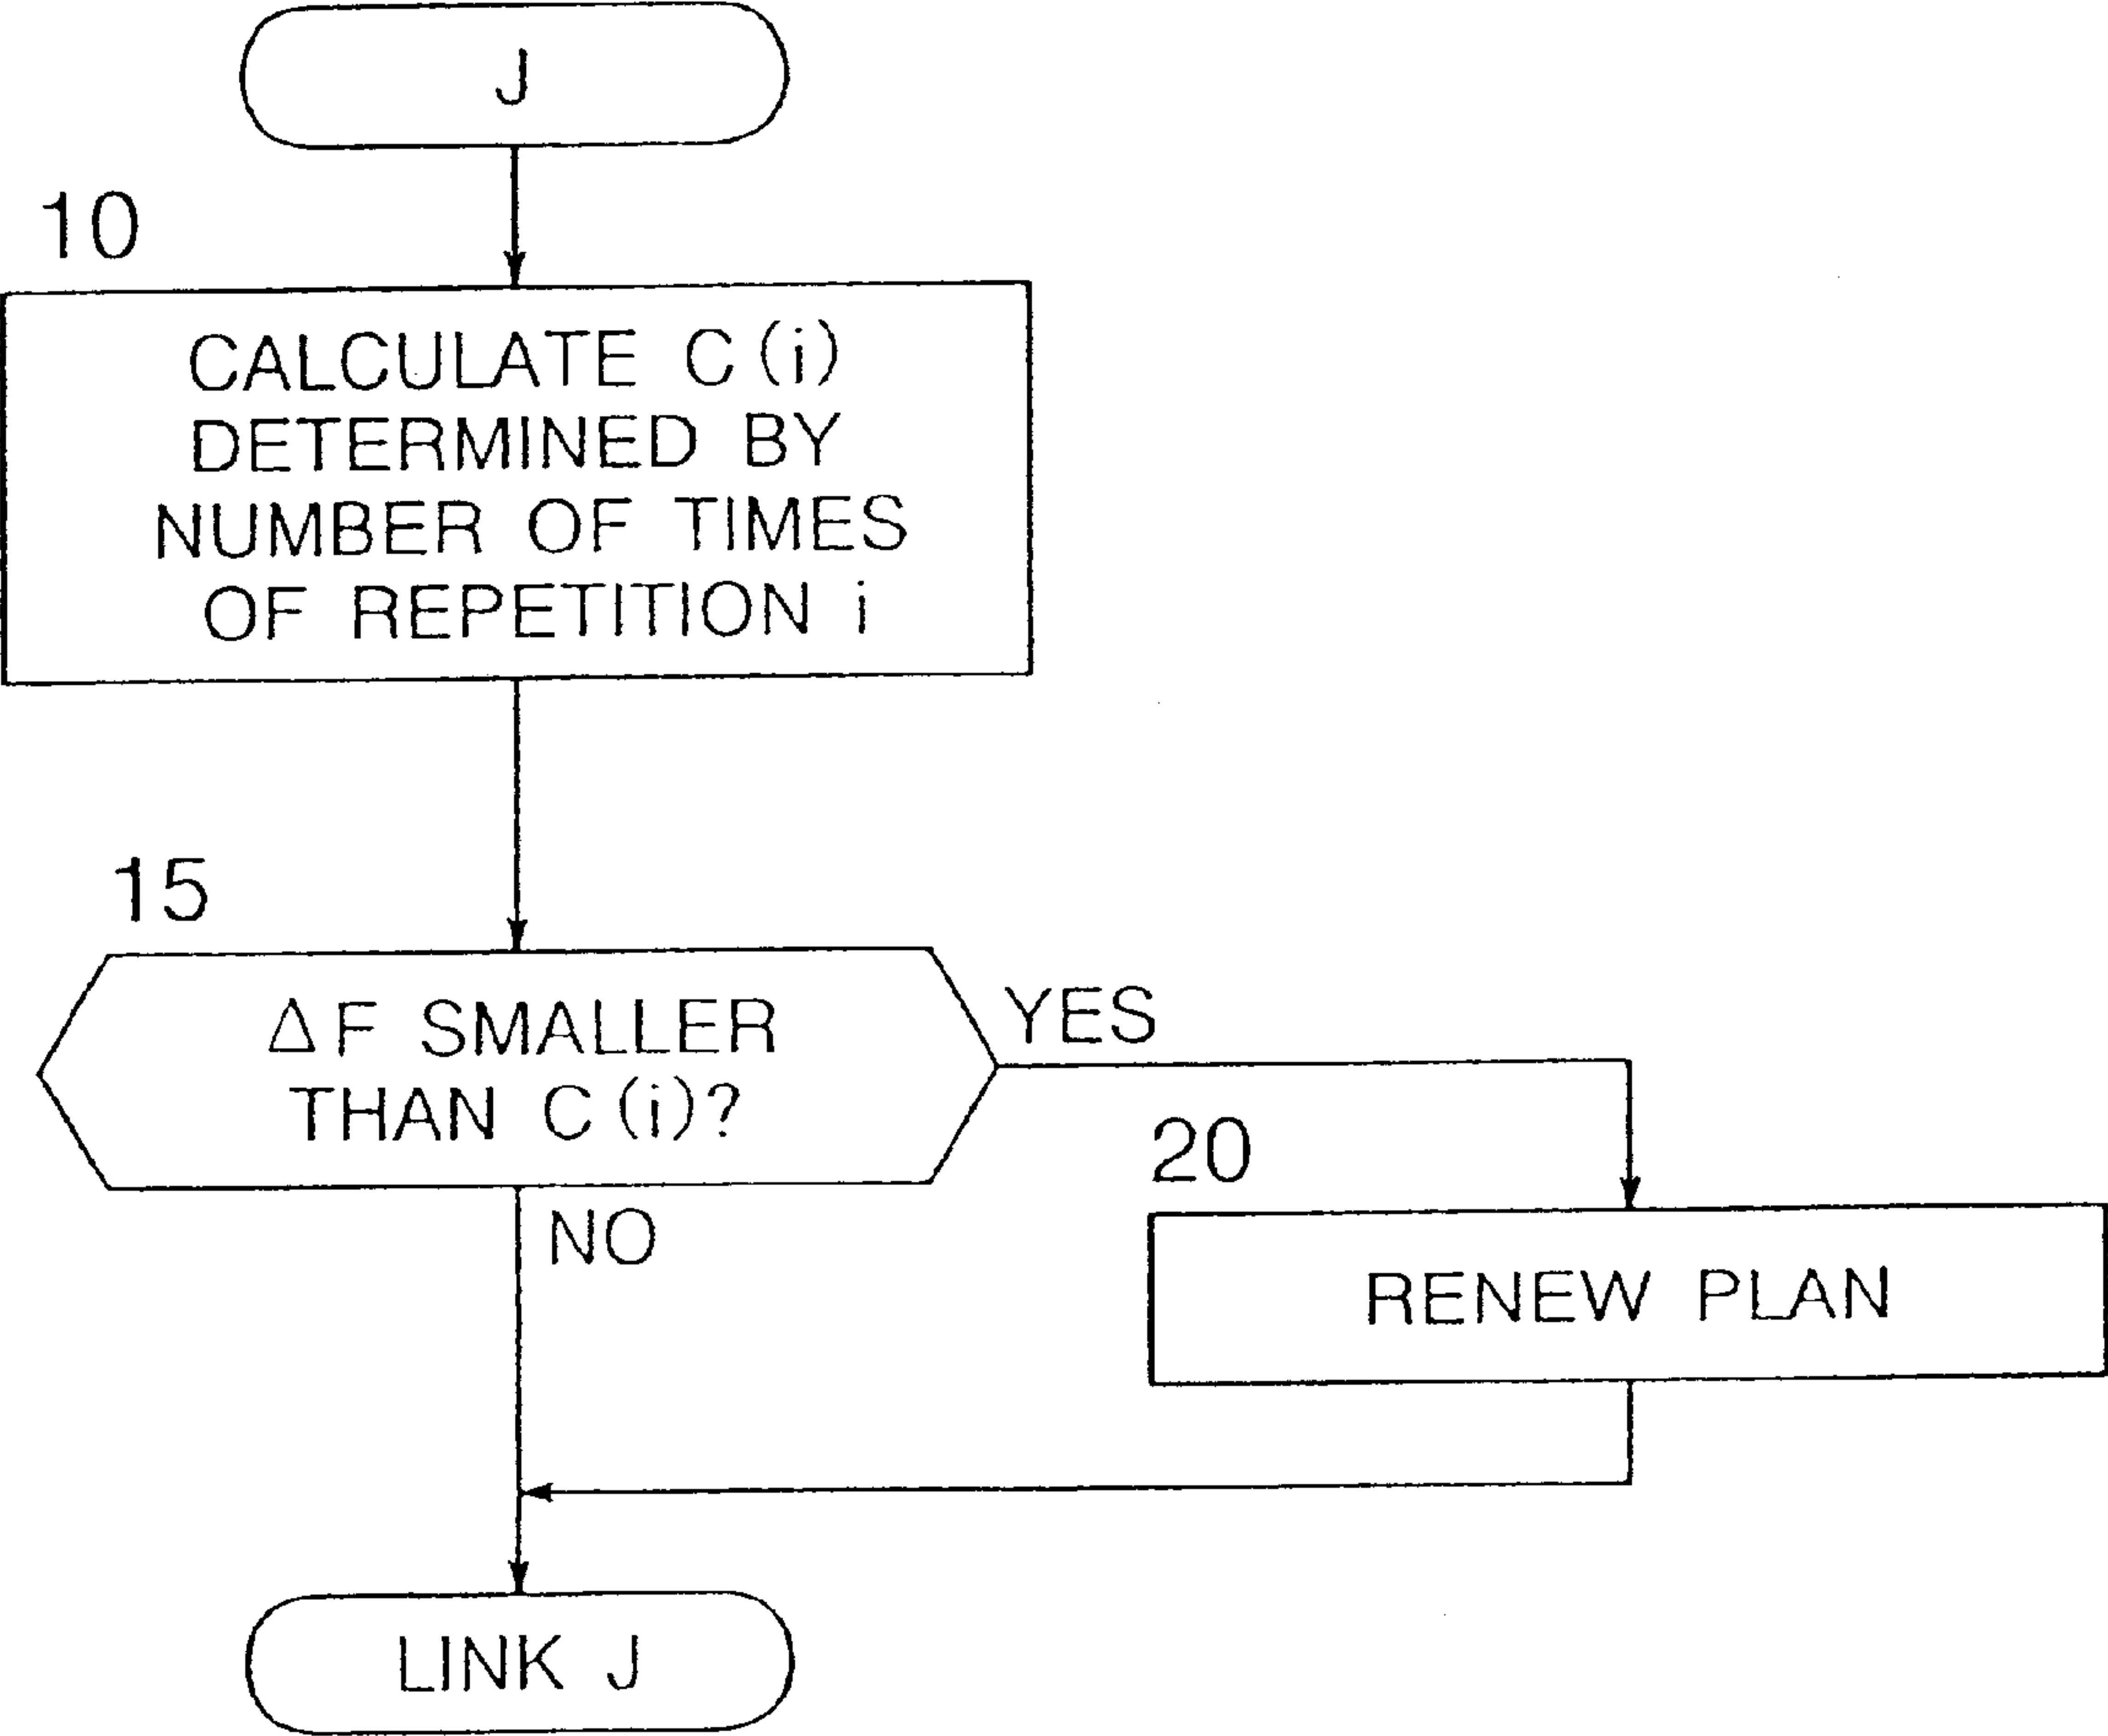 J
10
CALCULATE C(i)
DETERMINED BY
NUMBER OF TIMES
OF REPETITION i
15
ΔF SMALLER
THAN C(i)?
YES
20
NO
RENEW PLAN
LINK J